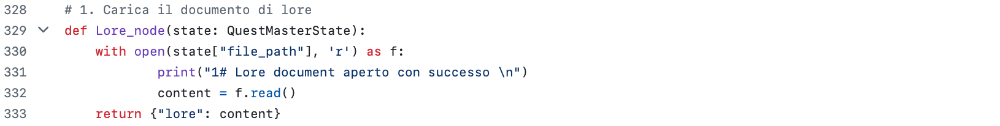 328 # 1. Carica il documento di lore
329 def Lore_node(state: QuestMasterState):
330 with open(state["file_path"], 'r') as f:
331 print("1# Lore document aperto con successo \n")
332 content = f.read()
333 return {"lore": content}